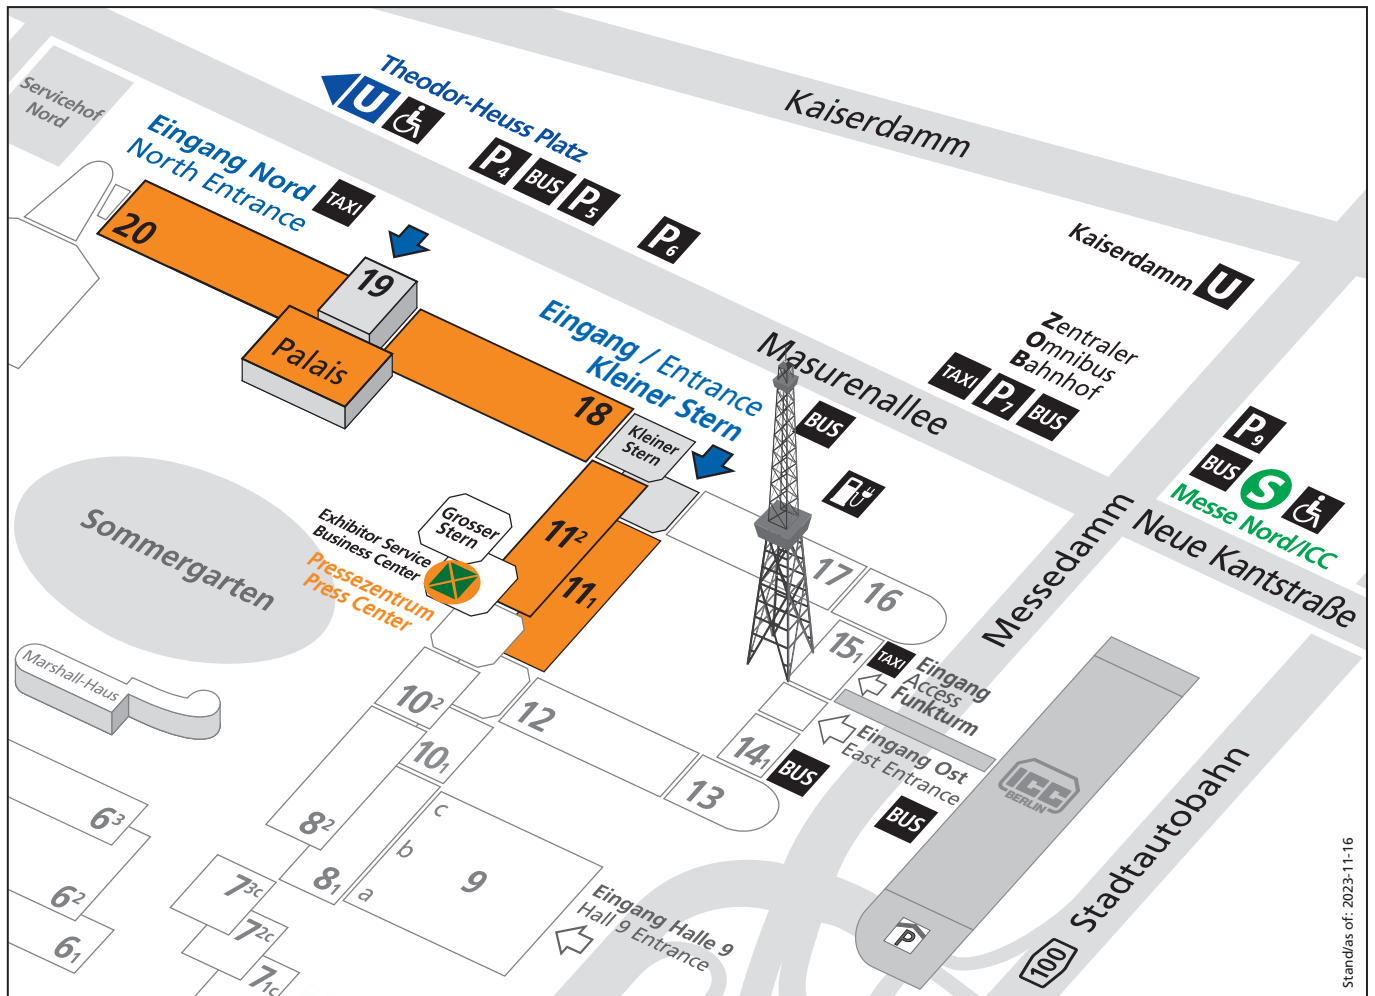 Servicehof
Nord
Eingang Nord
North Entrance
TAXI
Theodor-Heuss Platz
U
P4
BUS
P5
P6
Kaiserdamm
Kaiserdamm
U
Zentraler
Omnibus
Bahnhof
TAXI
P7
BUS
Masurenallee
20
19
Palais
18
Eingang / Entrance
Kleiner Stern
BUS
Kleiner
Stern
P9
BUS
S
Messe Nord/ICC
Neue Kantstraße
Messedamm
Sommergarten
Grosser
Stern
Exhibitor Service
Business Center
Pressezentrum
Press Center
11²
11₁
17
16
15₁
TAXI
Eingang
Access
Funkturm
Marshall-Haus
10²
10₁
12
13
14₁
BUS
Eingang Ost
East Entrance
BUS
ICC
BERLIN
6³
6²
6₁
8²
8₁
7³ᶜ
7²ᶜ
7₁c
c
b
a
9
Eingang Halle 9
Hall 9 Entrance
P
Stadtautobahn
100
Stand/as of: 2023-11-16